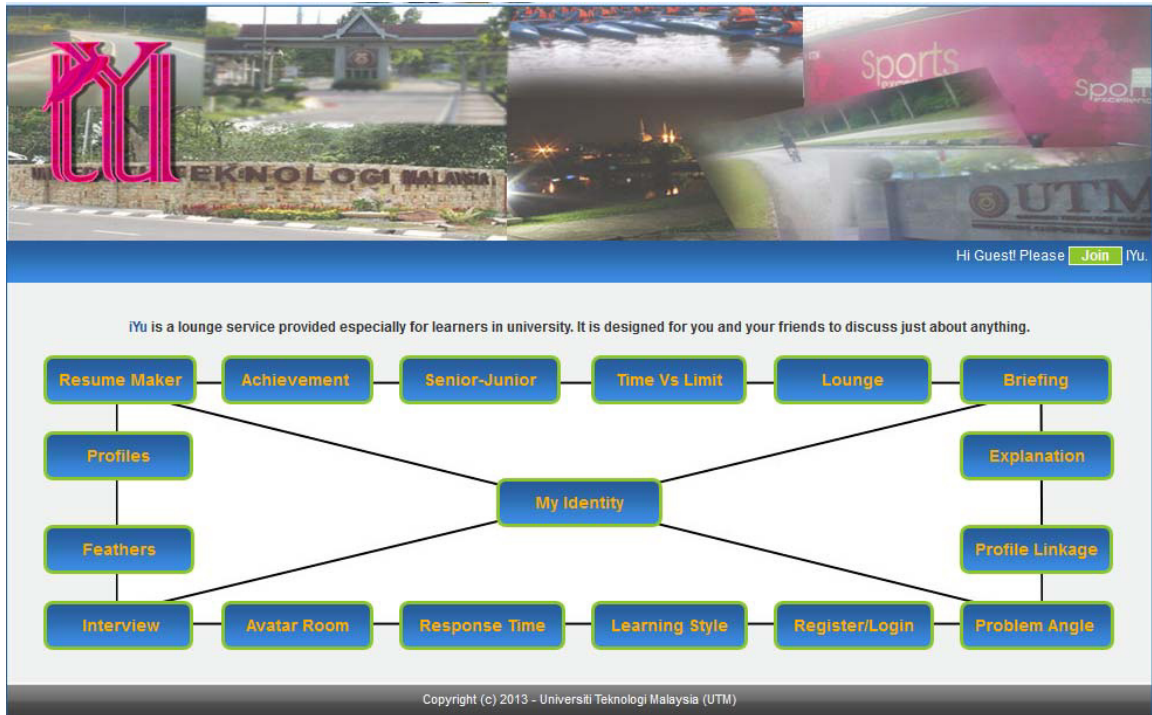 iYu
Sports
Sports
excellence
TEKNOLOGI MALAYSIA
UTM
Hi Guest! Please Join IYu.
iYu is a lounge service provided especially for learners in university. It is designed for you and your friends to discuss just about anything.
Resume Maker Achievement Senior-Junior Time Vs Limit Lounge Briefing
Profiles Explanation
My Identity
Feathers Profile Linkage
Interview Avatar Room Response Time Learning Style Register/Login Problem Angle
Copyright (c) 2013 - Universiti Teknologi Malaysia (UTM)